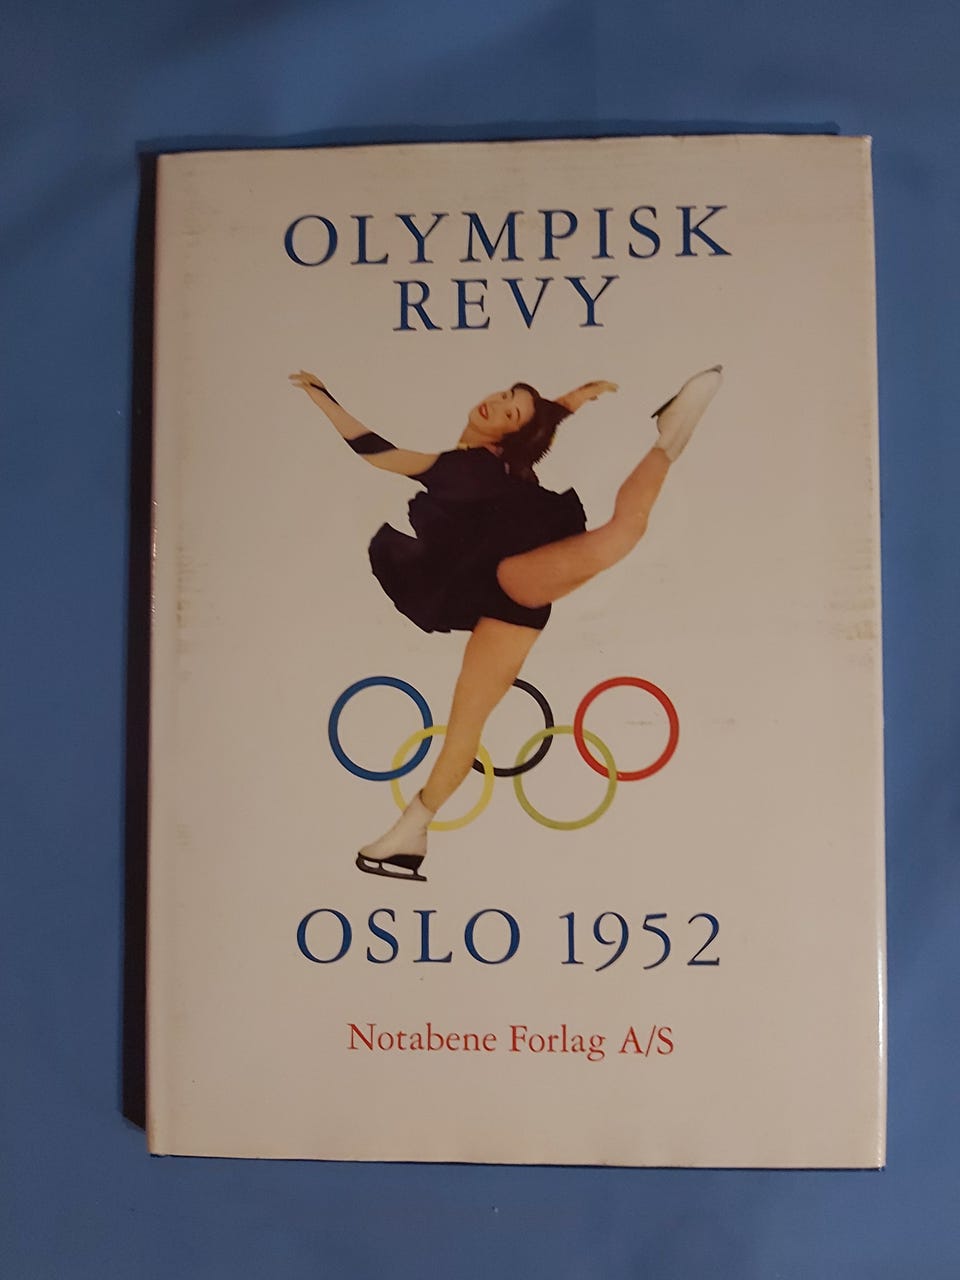 OLYMPISK
REVY
OSLO 1952
Notabene Forlag A/S